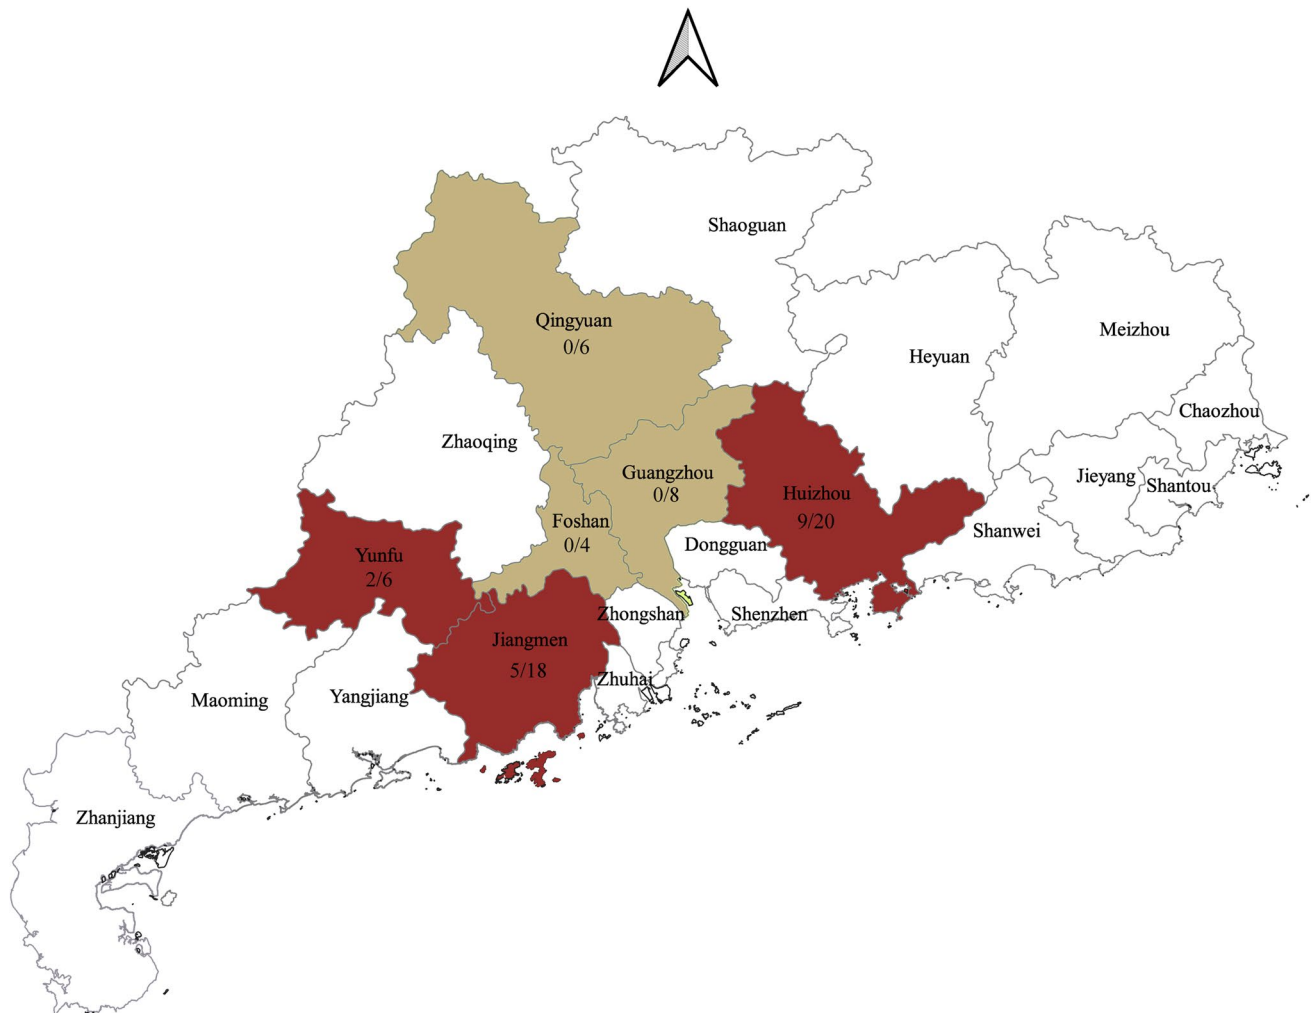 Shaoguan
Qingyuan
0/6
Meizhou
Heyuan
Chaozhou
Zhaoqing
Guangzhou
0/8
Jieyang
Shantou
Huizhou
9/20
Foshan
0/4
Shanwei
Dongguan
Yunfu
2/6
Zhongshan
Shenzhen
Jiangmen
5/18
Zhuhai
Yangjiang
Maoming
Zhanjiang